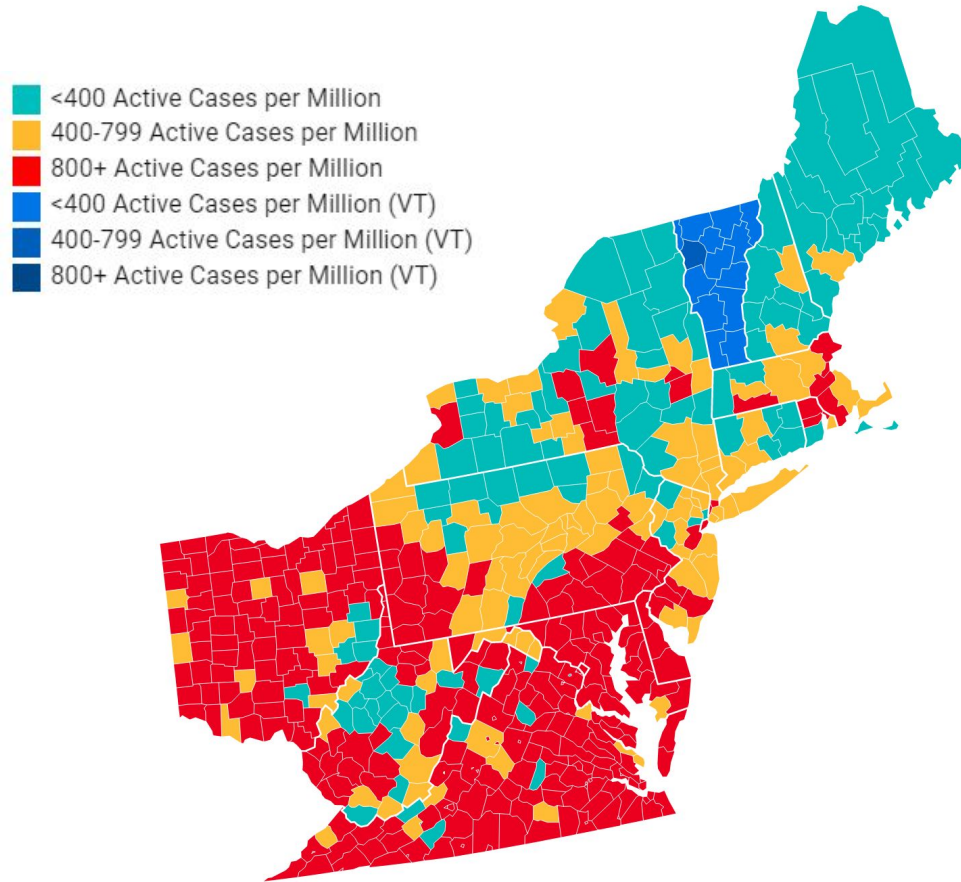 <400 Active Cases per Million
400-799 Active Cases per Million
800+ Active Cases per Million
<400 Active Cases per Million (VT)
400-799 Active Cases per Million (VT)
800+ Active Cases per Million (VT)